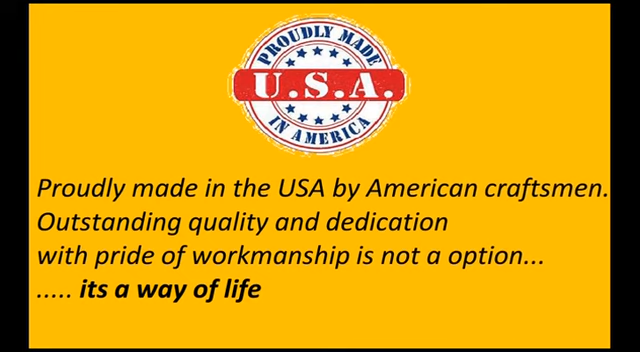 PROUDLY MADE
U.S.A.
IN AMERICA
Proudly made in the USA by American craftsmen.
Outstanding quality and dedication
with pride of workmanship is not a option...
..... its a way of life